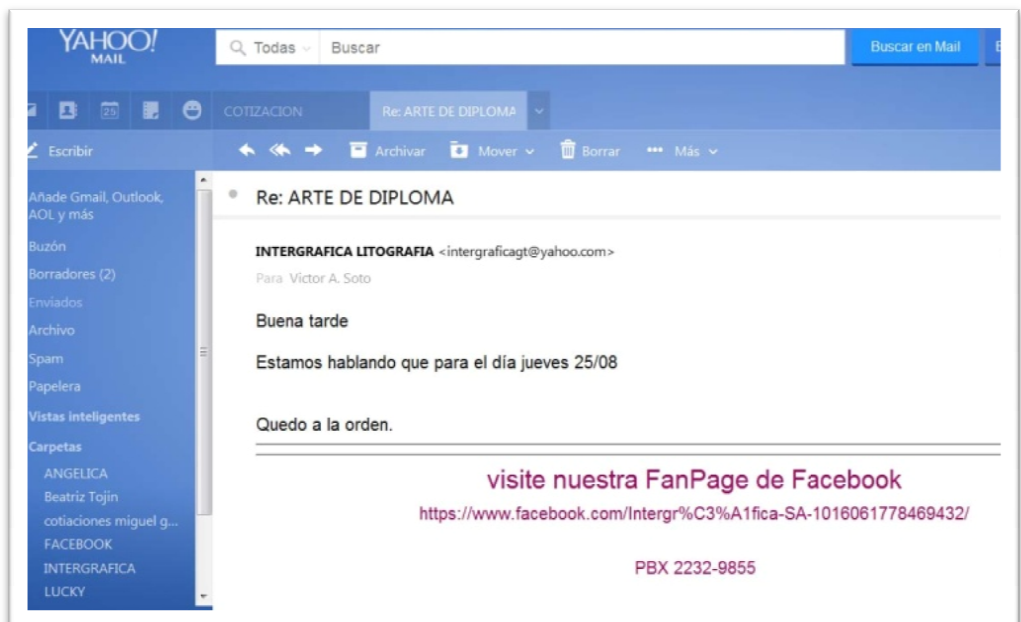 YAHOO!
MAIL
Todas
Buscar
Buscar en Mail
25
COTIZACION
Re: ARTE DE DIPLOMA
Escribir
Archivar
Mover
Borrar
Más
Añade Gmail, Outlook,
AOL y más
Buzón
Borradores (2)
Enviados
Archivo
Spam
Papelera
Vistas inteligentes
Carpetas
ANGELICA
Beatriz Tojin
cotiaciones miguel g...
FACEBOOK
INTERGRAFICA
LUCKY
Re: ARTE DE DIPLOMA
INTERGRAFICA LITOGRAFIA <intergraficagt@yahoo.com>
Para Victor A. Soto
Buena tarde
Estamos hablando que para el día jueves 25/08
Quedo a la orden.
visite nuestra FanPage de Facebook
https://www.facebook.com/Intergr%C3%A1fica-SA-1016061778469432/
PBX 2232-9855